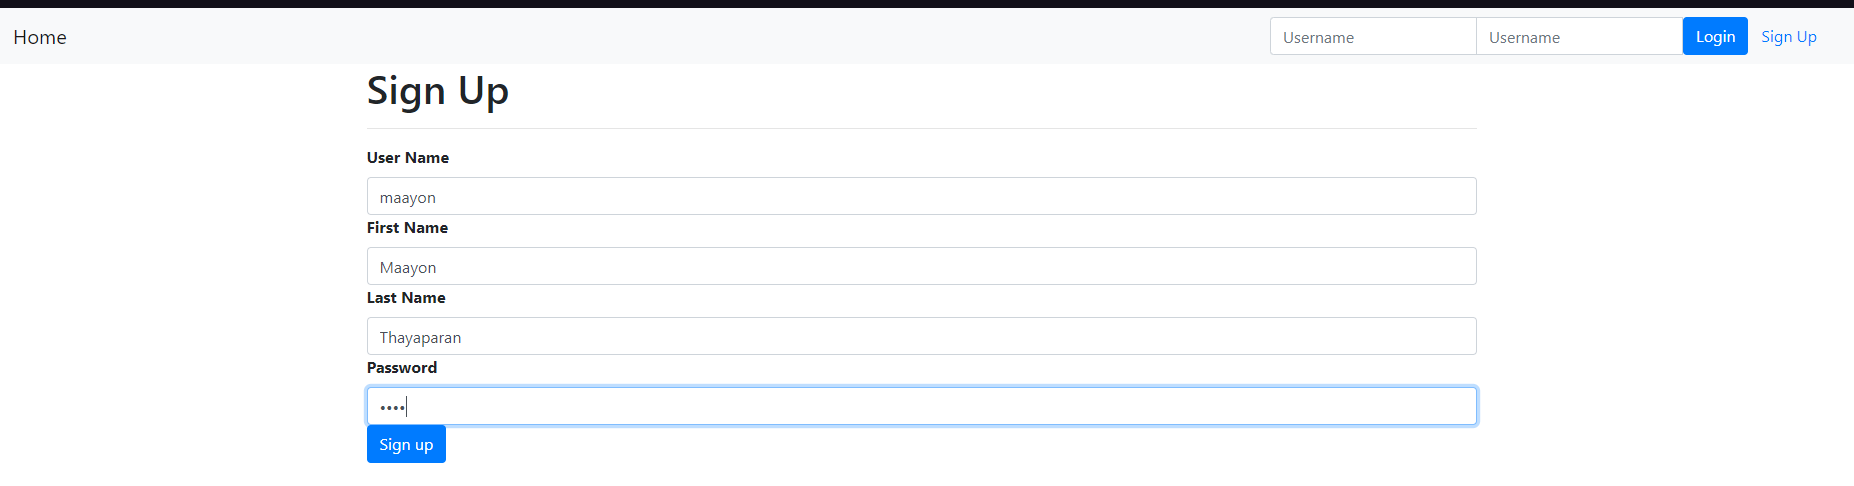 Home Username Username Login Sign Up
Sign Up
User Name
maayon
First Name
Maayon
Last Name
Thayaparan
Password
••••
Sign up